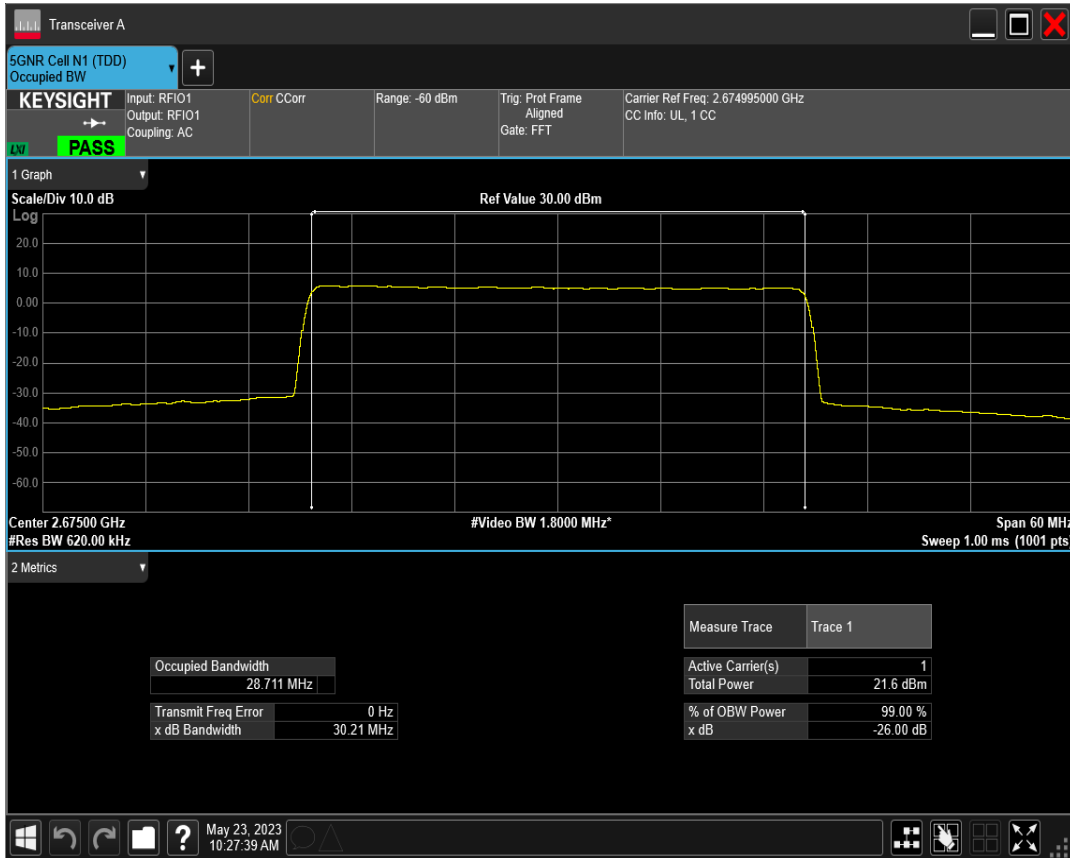 Transceiver A
5GNR Cell N1 (TDD)
Occupied BW
+
KEYSIGHT
LXI
PASS
Input: RFIO1
Output: RFIO1
Coupling: AC
Corr CCorr
Range: -60 dBm
Trig: Prot Frame
Aligned
Gate: FFT
Carrier Ref Freq: 2.674995000 GHz
CC Info: UL, 1 CC
1 Graph
Scale/Div 10.0 dB
Ref Value 30.00 dBm
Log
20.0
10.0
0.00
-10.0
-20.0
-30.0
-40.0
-50.0
-60.0
Center 2.67500 GHz
#Video BW 1.8000 MHz*
Span 60 MHz
#Res BW 620.00 kHz
Sweep 1.00 ms (1001 pts)
2 Metrics
Measure Trace Trace 1
Occupied Bandwidth
28.711 MHz
Active Carrier(s) 1
Total Power 21.6 dBm
Transmit Freq Error 0 Hz
x dB Bandwidth 30.21 MHz
% of OBW Power 99.00 %
x dB -26.00 dB
?
May 23, 2023
10:27:39 AM